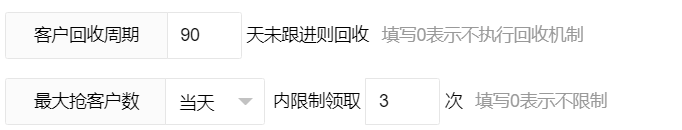 客户回收周期 90 天未跟进则回收 填写0表示不执行回收机制
最大抢客户数 当天 内限制领取 3 次 填写0表示不限制